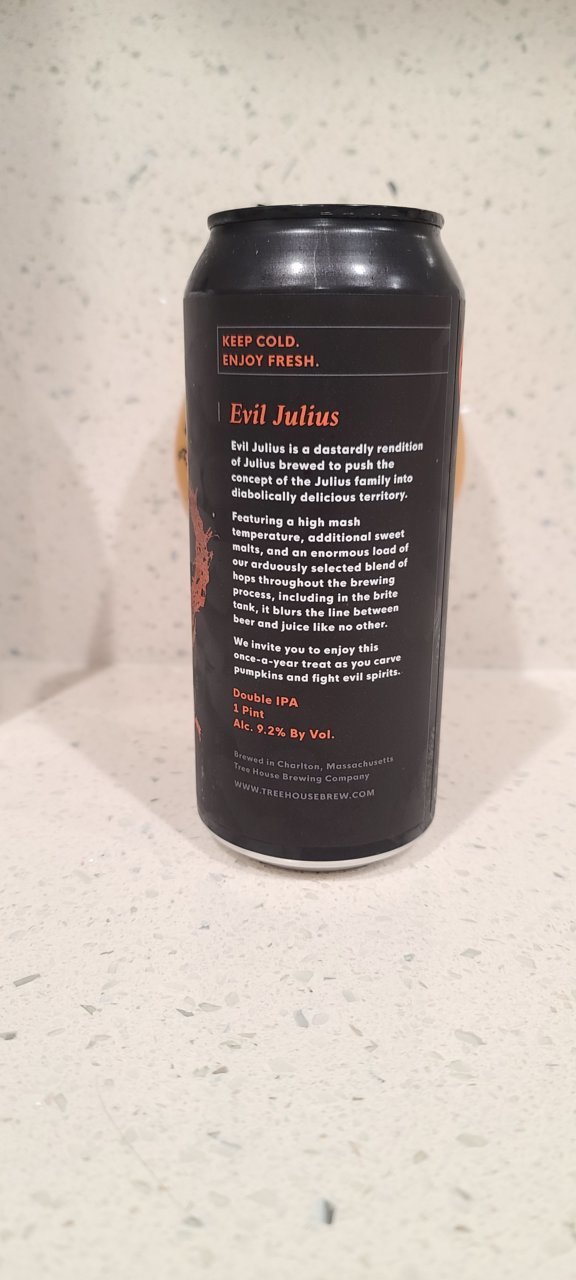 KEEP COLD.
ENJOY FRESH.
Evil Julius
Evil Julius is a dastardly rendition
of Julius brewed to push the
concept of the Julius family into
diabolically delicious territory.
Featuring a high mash
temperature, additional sweet
malts, and an enormous load of
our arduously selected blend of
hops throughout the brewing
process, including in the brite
tank, it blurs the line between
beer and juice like no other.
We invite you to enjoy this
once-a-year treat as you carve
pumpkins and fight evil spirits.
Double IPA
1 Pint
Alc. 9.2% By Vol.
Brewed in Charlton, Massachusetts
Tree House Brewing Company
WWW.TREEHOUSEBREW.COM